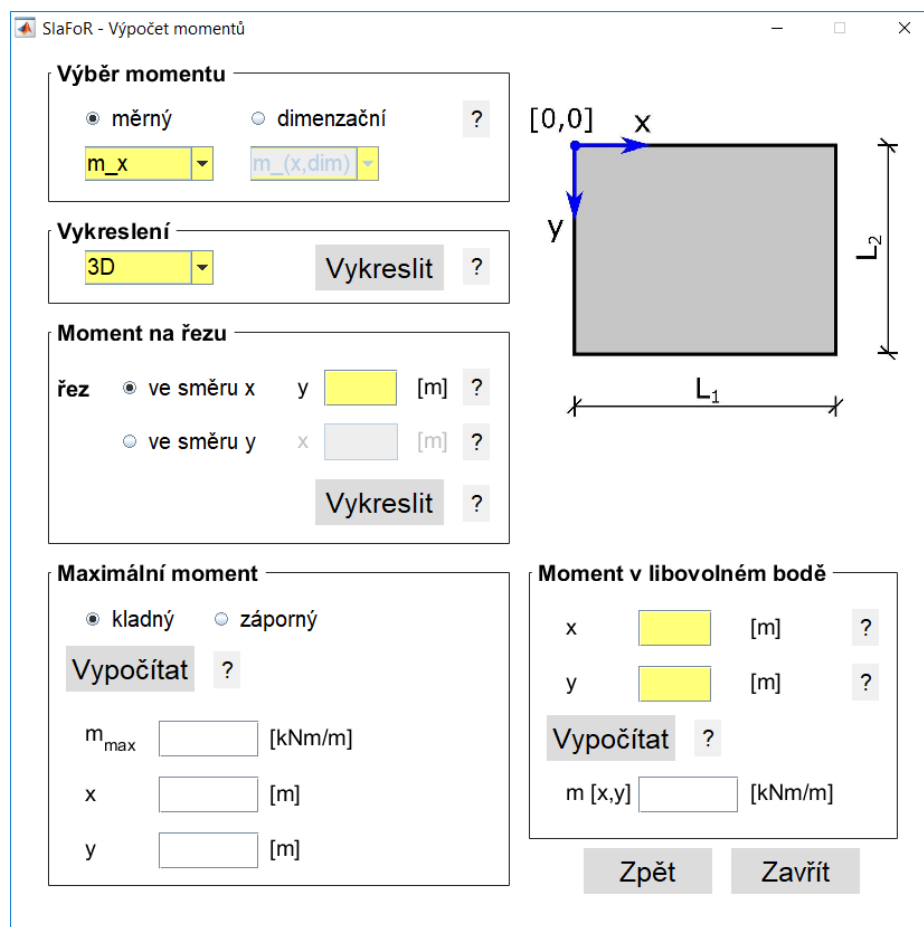 SlaFoR - Výpočet momentů
Výběr momentu
měrný dimenzační ?
m_x m_(x,dim)
Vykreslení
3D Vykreslit ?
Moment na řezu
řez ve směru x y [m] ?
ve směru y x [m] ?
Vykreslit ?
[0,0] x
y
L2
L1
Maximální moment
kladný záporný
Vypočítat ?
mmax [kNm/m]
x [m]
y [m]
Moment v libovolném bodě
x [m] ?
y [m] ?
Vypočítat ?
m [x,y] [kNm/m]
Zpět Zavřít